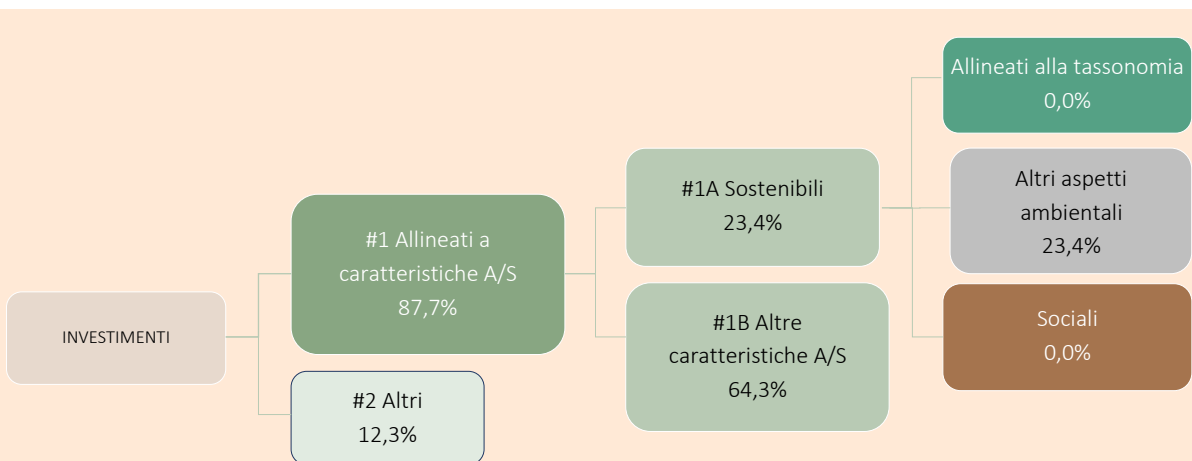 INVESTIMENTI
#1 Allineati a
caratteristiche A/S
87,7%
#2 Altri
12,3%
#1A Sostenibili
23,4%
#1B Altre
caratteristiche A/S
64,3%
Allineati alla tassonomia
0,0%
Altri aspetti
ambientali
23,4%
Sociali
0,0%